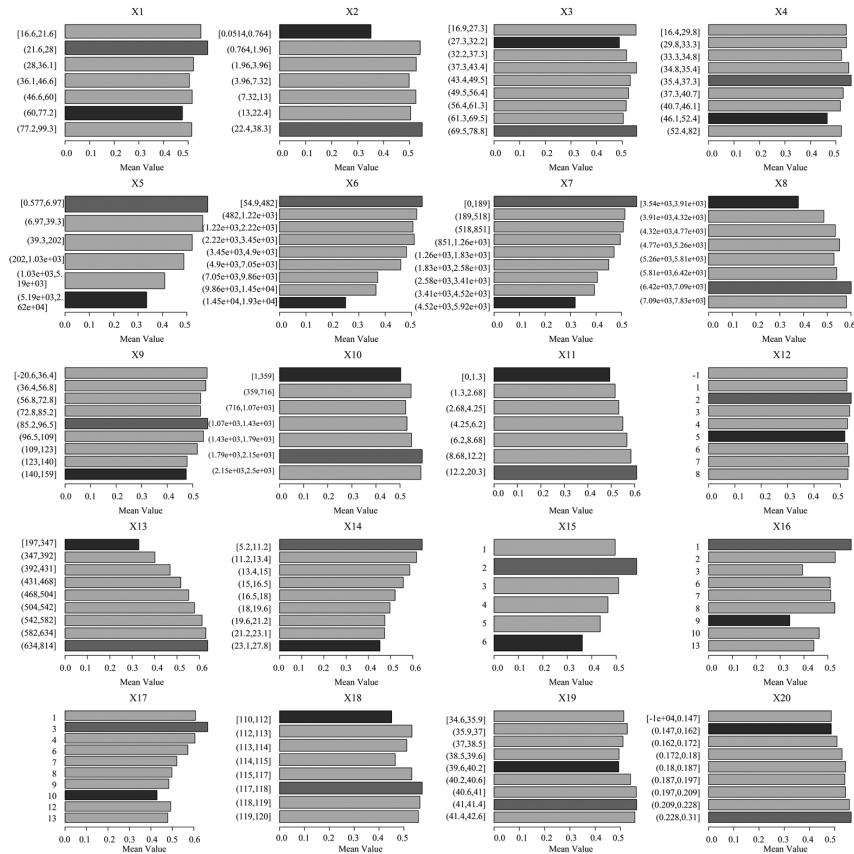 X1
[16.6,21.6]
(21.6,28]
(28,36.1]
(36.1,46.6]
(46.6,60]
(60,77.2]
(77.2,99.3]
0.0 0.1 0.2 0.3 0.4 0.5
Mean Value
X2
[0.0514,0.764]
(0.764,1.96]
(1.96,3.96]
(3.96,7.32]
(7.32,13]
(13,22.4]
(22.4,38.3]
0.0 0.1 0.2 0.3 0.4 0.5
Mean Value
X3
[16.9,27.3]
(27.3,32.2]
(32.2,37.3]
(37.3,43.4]
(43.4,49.5]
(49.5,56.4]
(56.4,61.3]
(61.3,69.5]
(69.5,78.8]
0.0 0.1 0.2 0.3 0.4 0.5
Mean Value
X4
[16.4,29.8]
(29.8,33.3]
(33.3,34.8]
(34.8,35.4]
(35.4,37.3]
(37.3,40.7]
(40.7,46.1]
(46.1,52.4]
(52.4,82]
0.0 0.1 0.2 0.3 0.4 0.5
Mean Value
X5
[0.577,6.97]
(6.97,39.3]
(39.3,202]
(202,1.03e+03]
(1.03e+03,5.
19e+03]
(5.19e+03,2.
62e+04]
0.0 0.1 0.2 0.3 0.4 0.5
Mean Value
X6
[54.9,482]
(482,1.22e+03]
(1.22e+03,2.22e+03]
(2.22e+03,3.45e+03]
(3.45e+03,4.9e+03]
(4.9e+03,7.05e+03]
(7.05e+03,9.86e+03]
(9.86e+03,1.45e+04]
(1.45e+04,1.93e+04]
0.0 0.1 0.2 0.3 0.4 0.5
Mean Value
X7
[0,189]
(189,518]
(518,851]
(851,1.26e+03]
(1.26e+03,1.83e+03]
(1.83e+03,2.58e+03]
(2.58e+03,3.41e+03]
(3.41e+03,4.52e+03]
(4.52e+03,5.92e+03]
0.0 0.1 0.2 0.3 0.4 0.5
Mean Value
X8
[3.54e+03,3.91e+03]
(3.91e+03,4.32e+03]
(4.32e+03,4.77e+03]
(4.77e+03,5.26e+03]
(5.26e+03,5.81e+03]
(5.81e+03,6.42e+03]
(6.42e+03,7.09e+03]
(7.09e+03,7.83e+03]
0.0 0.1 0.2 0.3 0.4 0.5 0.6
Mean Value
X9
[-20.6,36.4]
(36.4,56.8]
(56.8,72.8]
(72.8,85.2]
(85.2,96.5]
(96.5,109]
(109,123]
(123,140]
(140,159]
0.0 0.1 0.2 0.3 0.4 0.5
Mean Value
X10
[1,359]
(359,716]
(716,1.07e+03]
(1.07e+03,1.43e+03]
(1.43e+03,1.79e+03]
(1.79e+03,2.15e+03]
(2.15e+03,2.5e+03]
0.0 0.1 0.2 0.3 0.4 0.5
Mean Value
X11
[0,1.3]
(1.3,2.68]
(2.68,4.25]
(4.25,6.2]
(6.2,8.68]
(8.68,12.2]
(12.2,20.3]
0.0 0.1 0.2 0.3 0.4 0.5 0.6
Mean Value
X12
-1
1
2
3
4
5
6
7
8
0.0 0.1 0.2 0.3 0.4 0.5
Mean Value
X13
[197,347]
(347,392]
(392,431]
(431,468]
(468,504]
(504,542]
(542,582]
(582,634]
(634,814]
0.0 0.1 0.2 0.3 0.4 0.5 0.6
Mean Value
X14
[5.2,11.2]
(11.2,13.4]
(13.4,15]
(15,16.5]
(16.5,18]
(18,19.6]
(19.6,21.2]
(21.2,23.1]
(23.1,27.8]
0.0 0.1 0.2 0.3 0.4 0.5 0.6
Mean Value
X15
1
2
3
4
5
6
0.0 0.1 0.2 0.3 0.4 0.5
Mean Value
X16
1
2
3
6
7
8
9
10
13
0.0 0.1 0.2 0.3 0.4 0.5
Mean Value
X17
1
3
4
6
7
8
9
10
12
13
0.0 0.1 0.2 0.3 0.4 0.5 0.6
Mean Value
X18
[110,112]
(112,113]
(113,114]
(114,115]
(115,117]
(117,118]
(118,119]
(119,120]
0.0 0.1 0.2 0.3 0.4 0.5
Mean Value
X19
[34.6,35.9]
(35.9,37]
(37,38.5]
(38.5,39.6]
(39.6,40.2]
(40.2,40.6]
(40.6,41]
(41,41.4]
(41.4,42.6]
0.0 0.1 0.2 0.3 0.4 0.5
Mean Value
X20
[-1e+04,0.147]
(0.147,0.162]
(0.162,0.172]
(0.172,0.18]
(0.18,0.187]
(0.187,0.197]
(0.197,0.209]
(0.209,0.228]
(0.228,0.31]
0.0 0.1 0.2 0.3 0.4 0.5
Mean Value